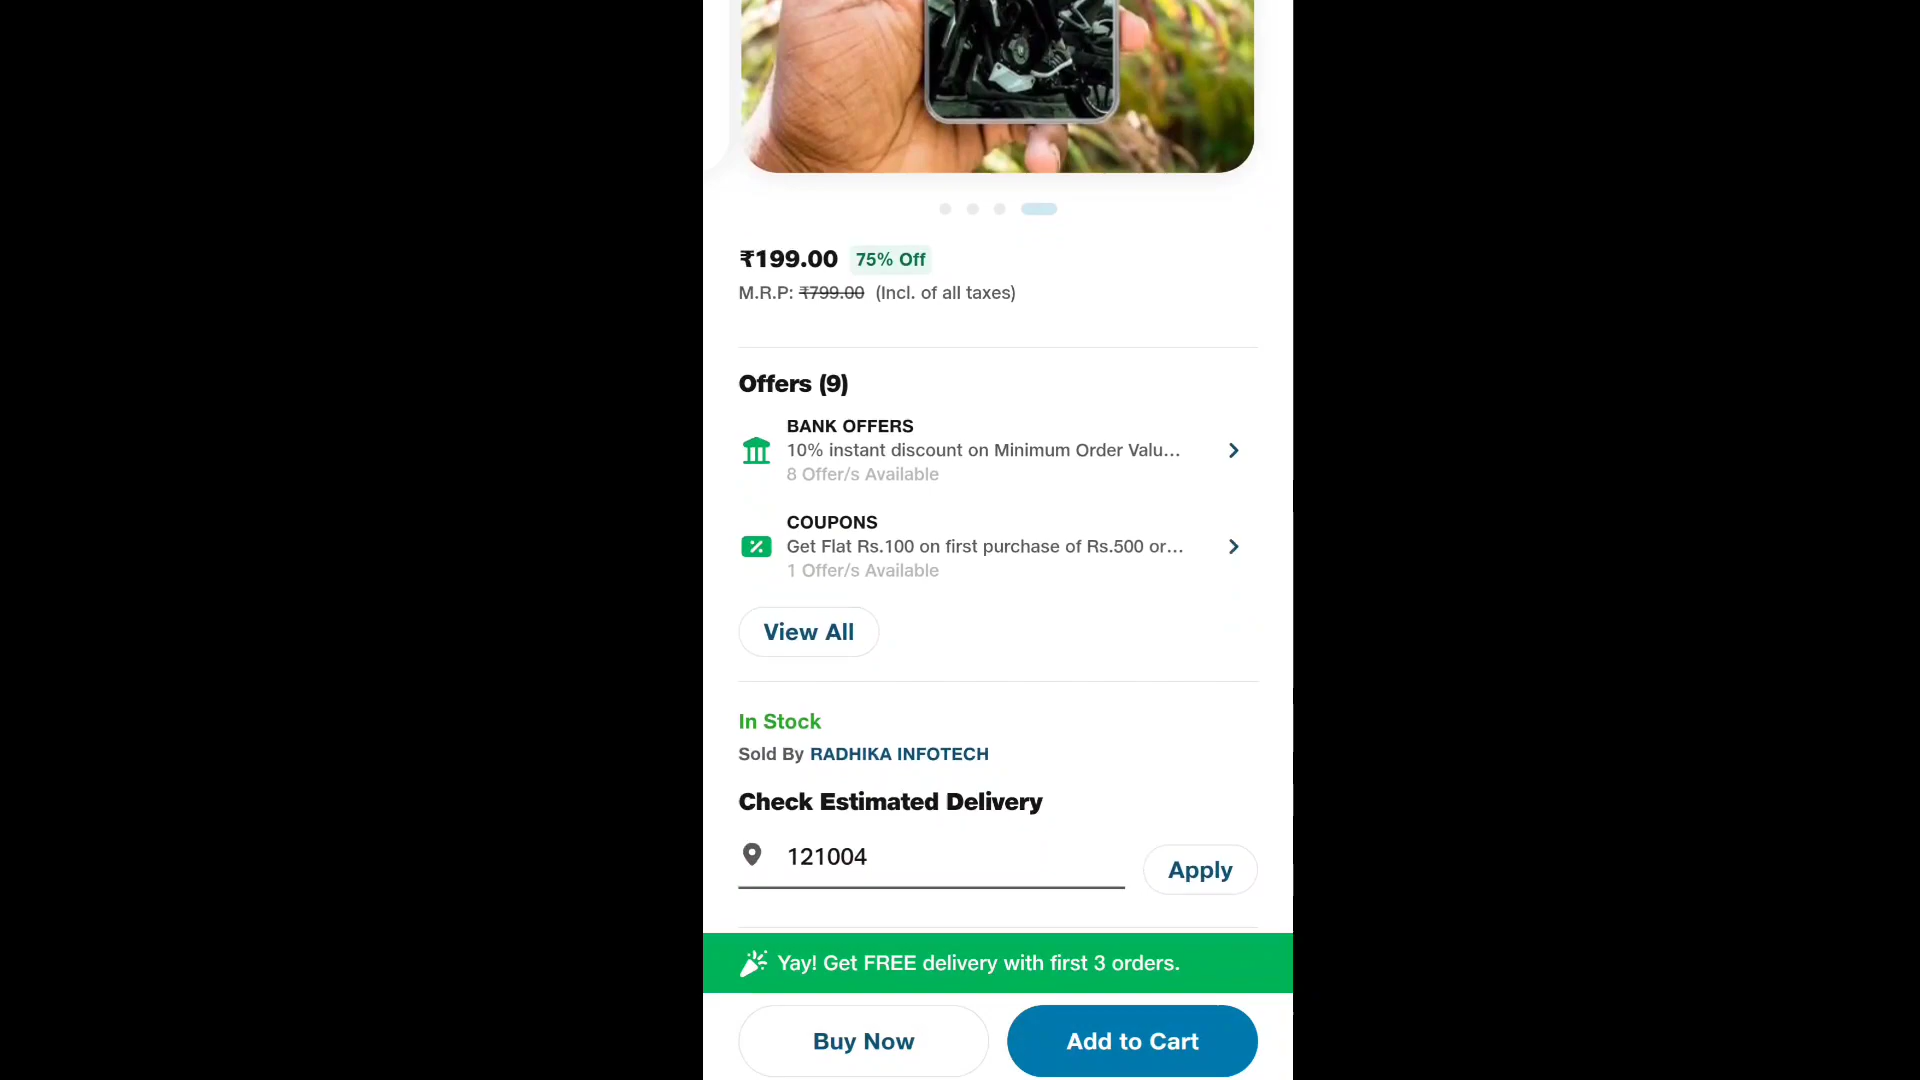 ₹199.00 75% Off
M.R.P: ₹799.00 (Incl. of all taxes)
Offers (9)
BANK OFFERS
10% instant discount on Minimum Order Valu...
8 Offer/s Available
COUPONS
Get Flat Rs.100 on first purchase of Rs.500 or...
1 Offer/s Available
View All
In Stock
Sold By RADHIKA INFOTECH
Check Estimated Delivery
121004
Apply
Yay! Get FREE delivery with first 3 orders.
Buy Now
Add to Cart